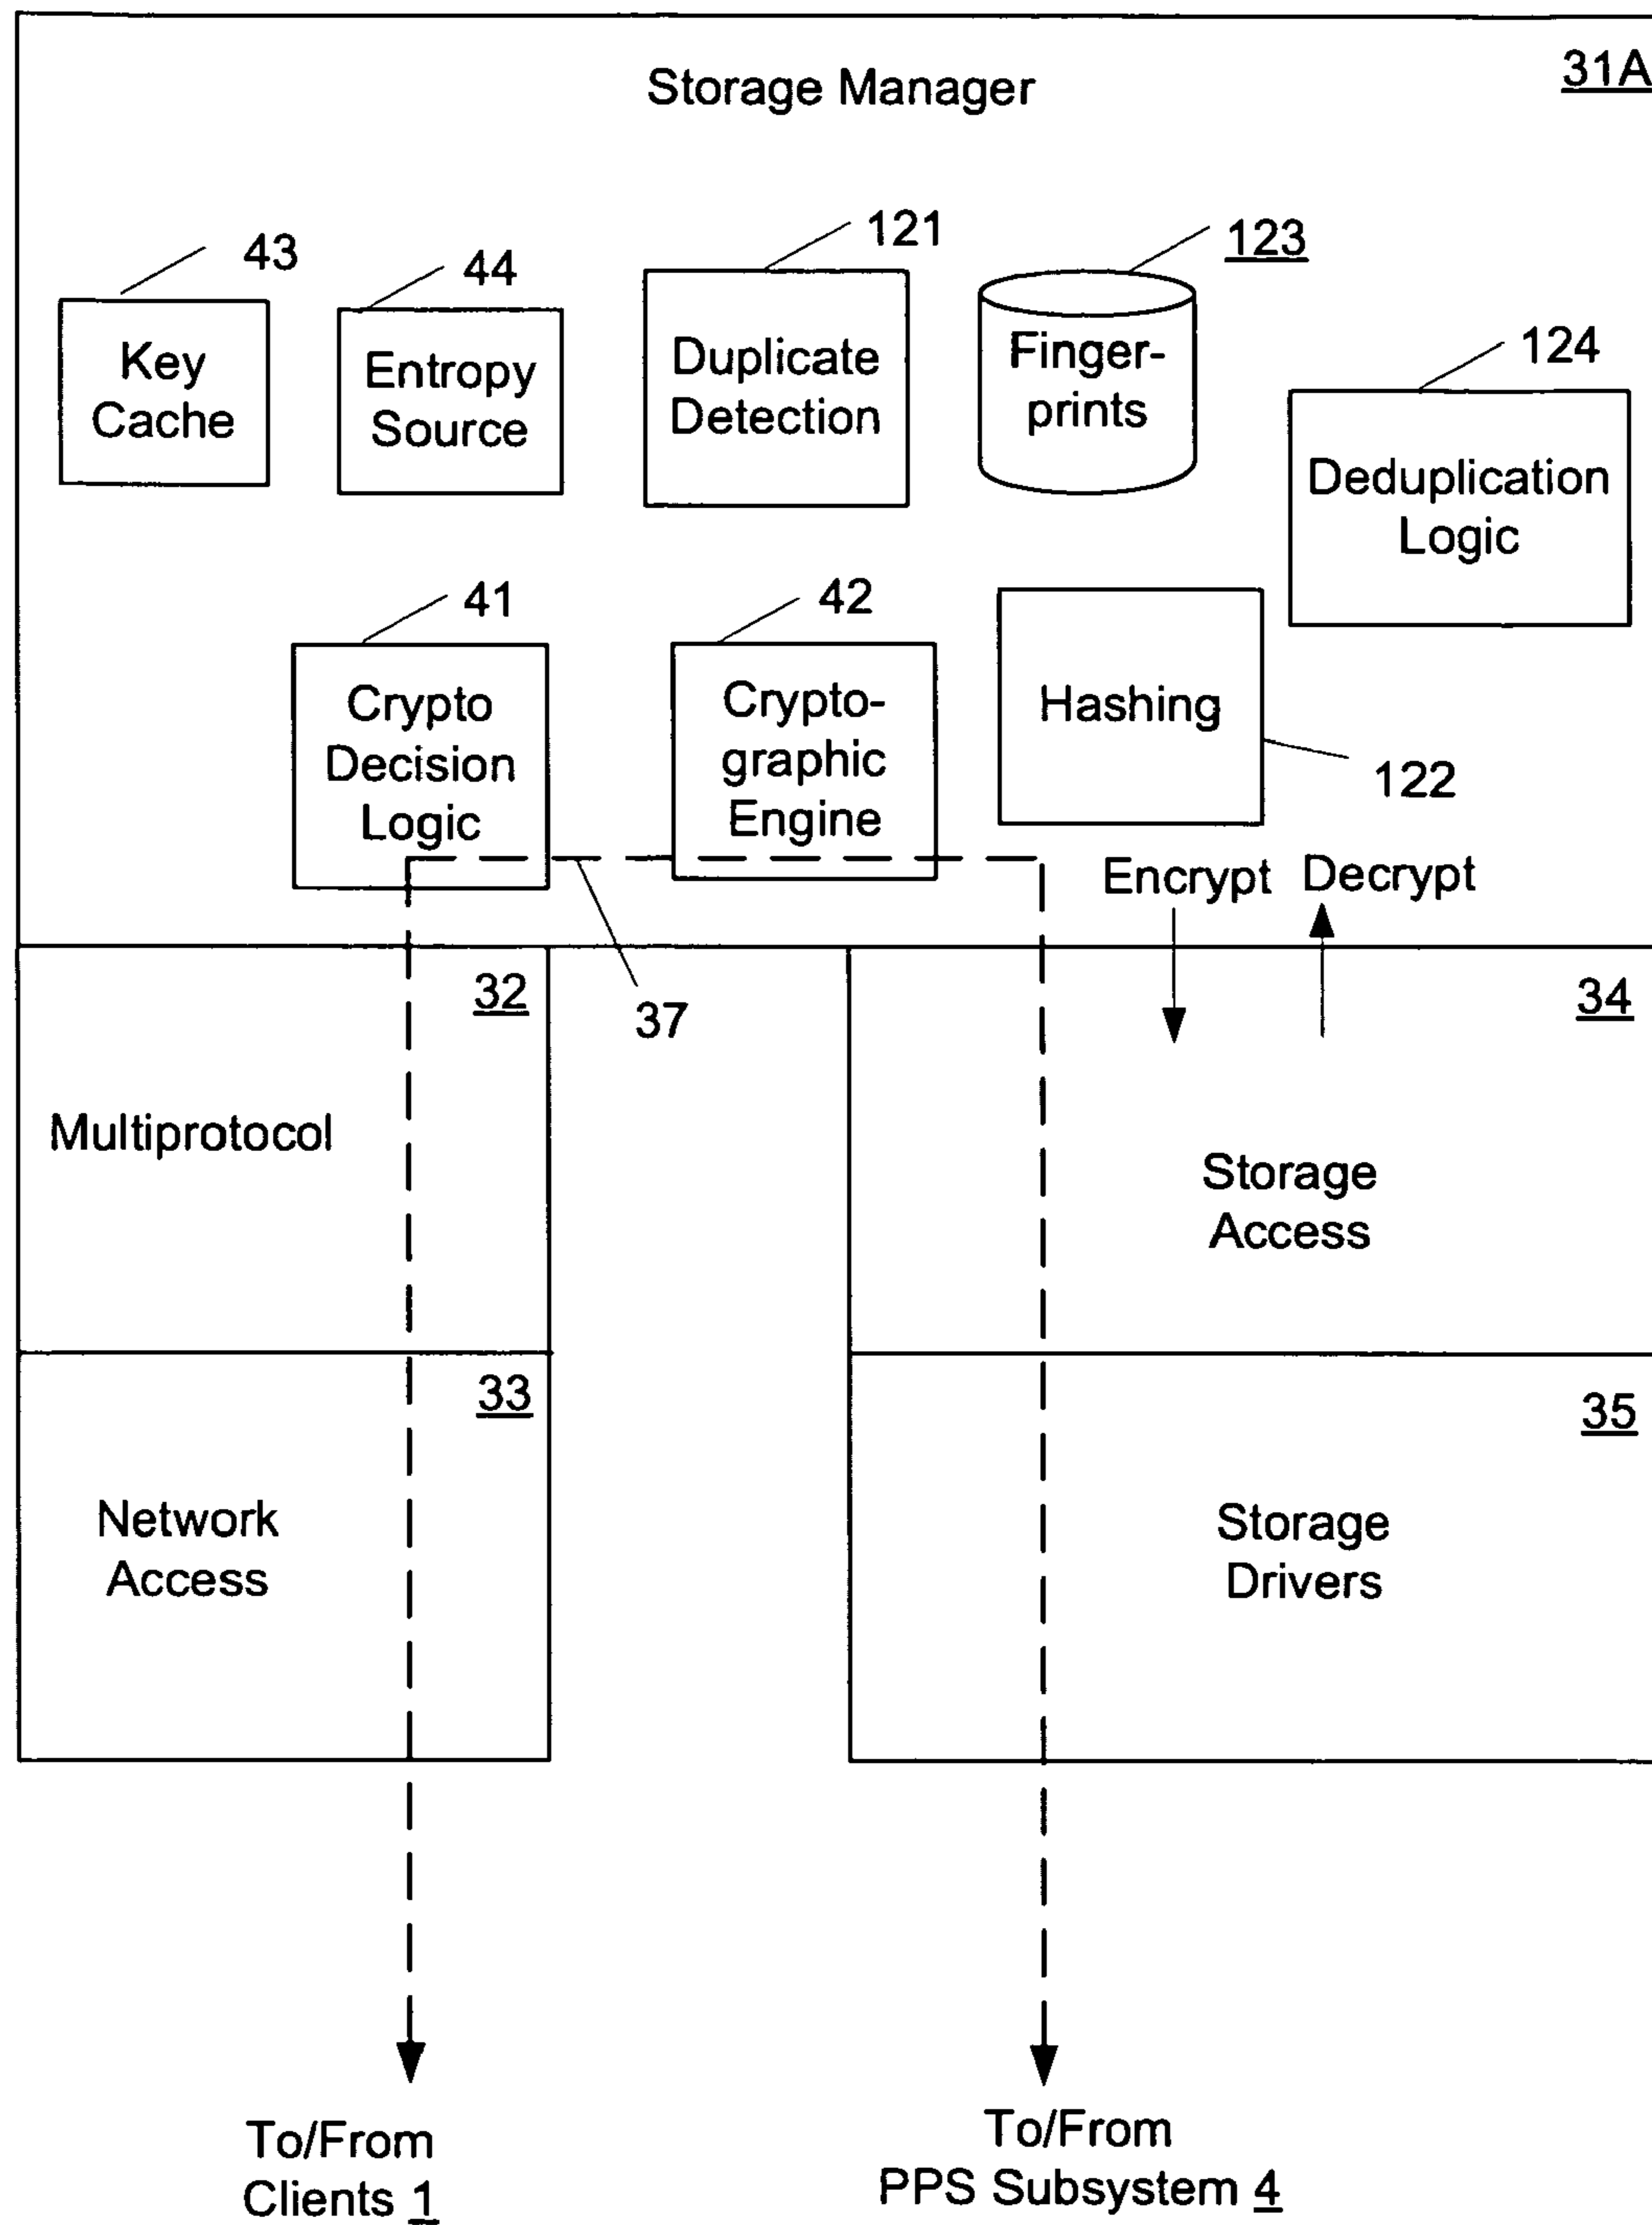 31A
Storage Manager
43
44
121
123
124
Key
Cache
Entropy
Source
Duplicate
Detection
Finger-
prints
Deduplication
Logic
41
42
Crypto
Decision
Logic
Crypto-
graphic
Engine
Hashing
122
Encrypt
Decrypt
37
32
Multiprotocol
34
Storage
Access
33
Network
Access
35
Storage
Drivers
To/From
Clients 1
To/From
PPS Subsystem 4